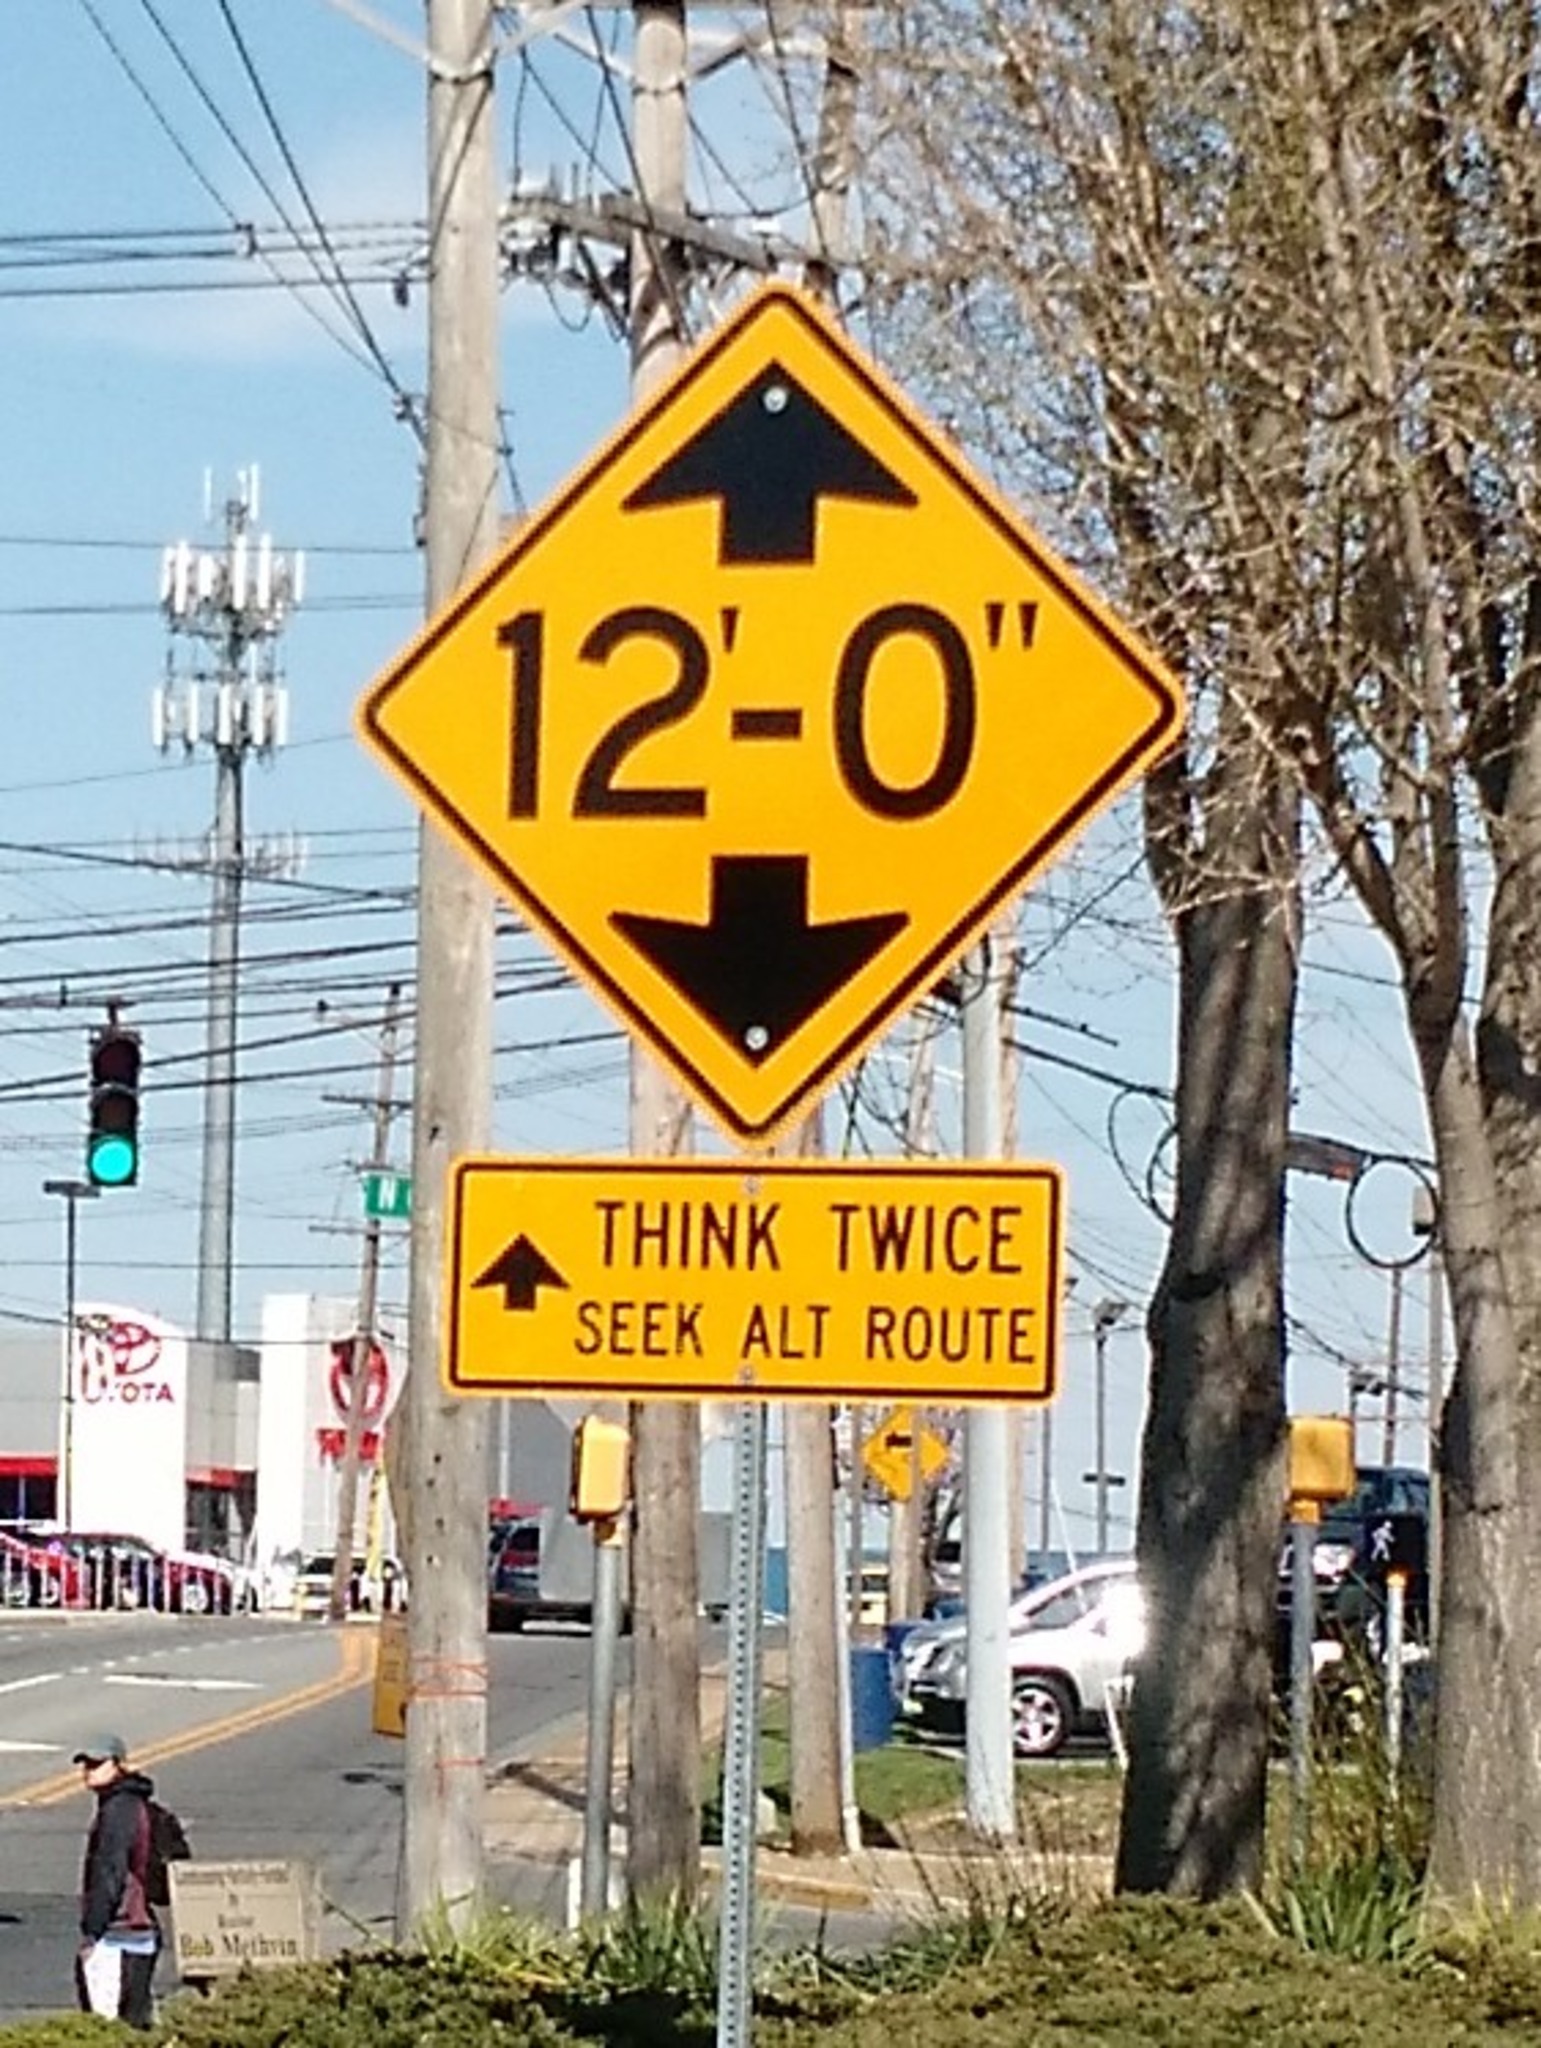 12'-0"
THINK TWICE
SEEK ALT ROUTE
N
TOYOTA
Bob Methvin